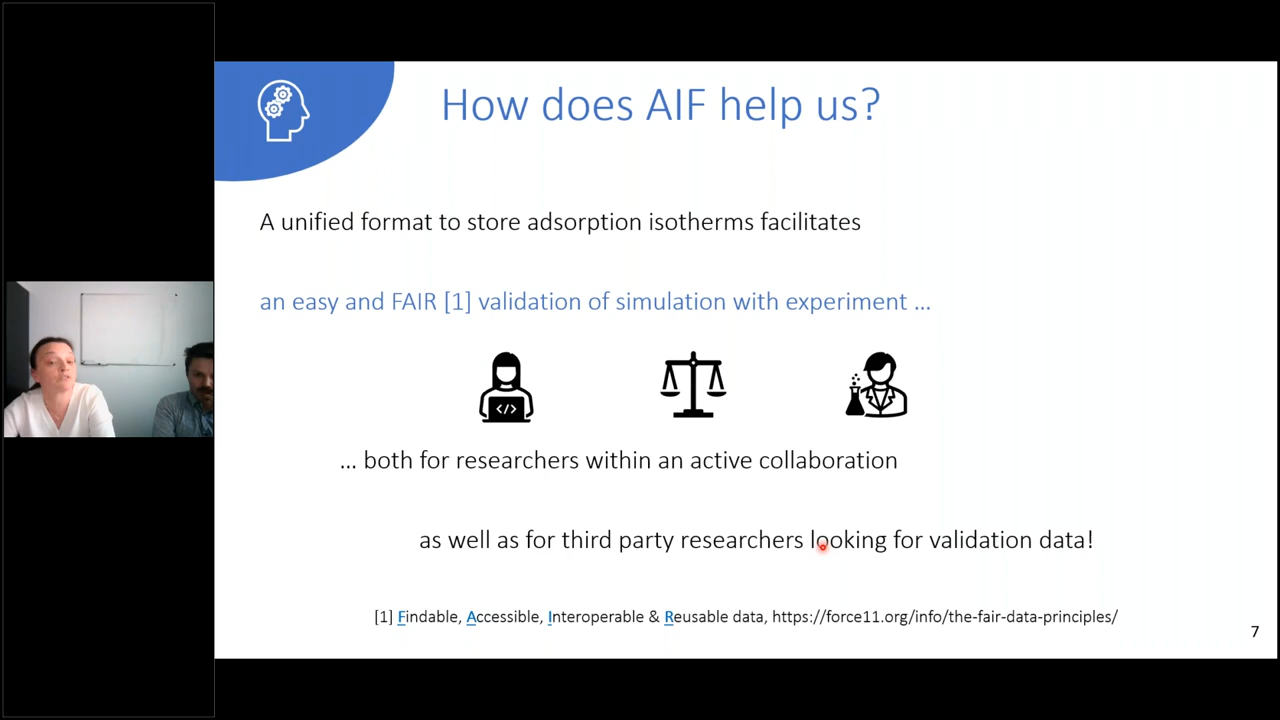 How does AIF help us?
A unified format to store adsorption isotherms facilitates
an easy and FAIR [1] validation of simulation with experiment ...
</>
... both for researchers within an active collaboration
as well as for third party researchers looking for validation data!
[1] Findable, Accessible, Interoperable & Reusable data, https://force11.org/info/the-fair-data-principles/
7